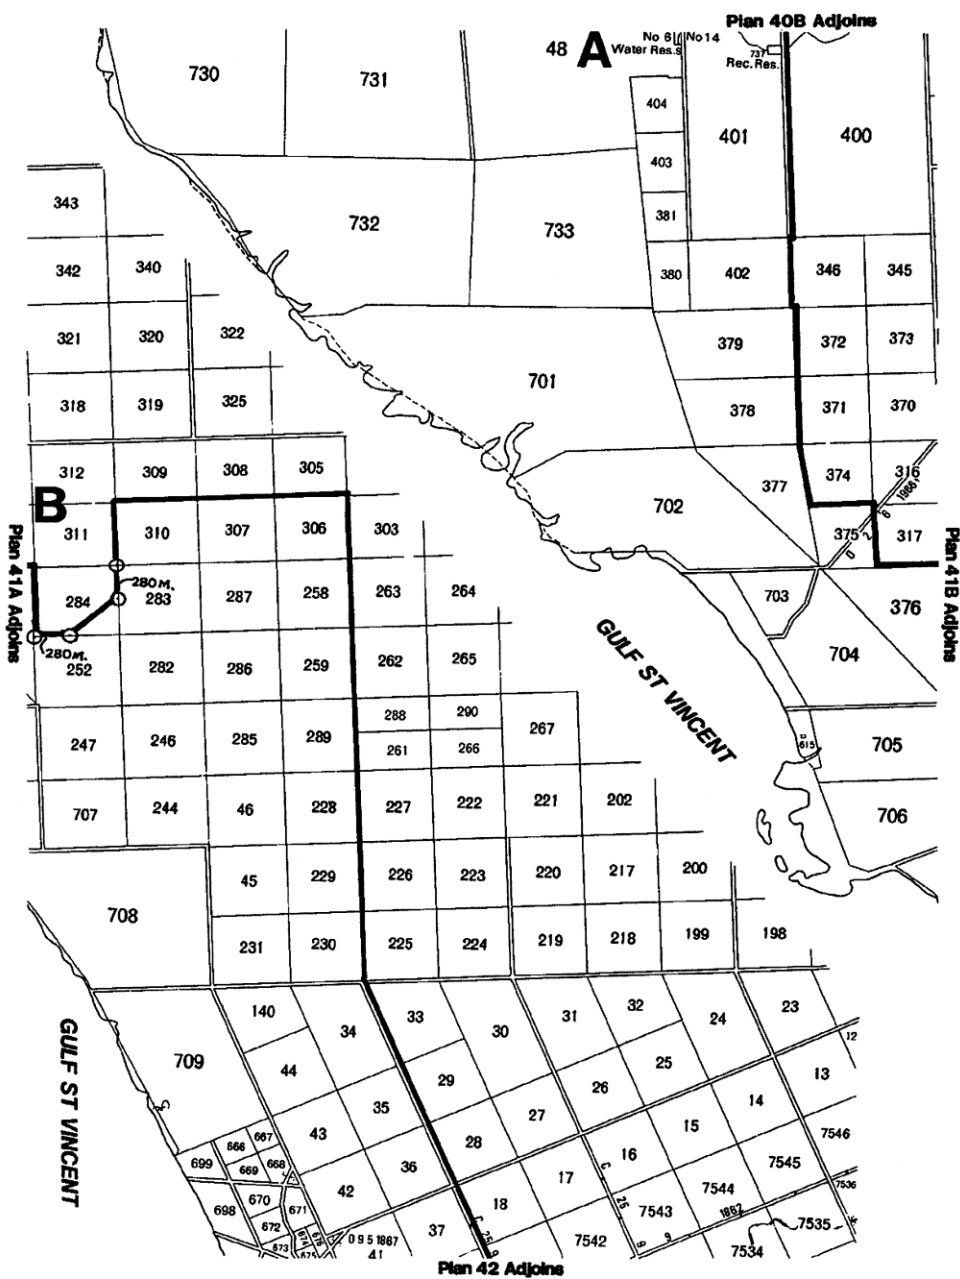 Plan 40B Adjoins
No 6 No 14
48 A Water Res.s
737
Rec. Res.
730 731
404 401 400
403
343 381
732 733
342 340 380 402 346 345
321 320 322 379 372 373
701
318 319 325 378 371 370
312 309 308 305 374 316
B 377 1966
702
311 310 307 306 303 375 317
Plan 41A Adjoins
Plan 41B Adjoins
280 M.
284 283 287 258 263 264 703 376
280 M.
252 282 286 259 262 265 704
GULF ST VINCENT
288 290
267
247 246 285 289 261 266 615 705
707 244 46 228 227 222 221 202 706
45 229 226 223 220 217 200
708
231 230 225 224 219 218 199 198
140 34 33 30 31 32 24 23
12
GULF ST VINCENT
709 44 29 26 25 13
35 27 14
43 28 16 15 7546
667
666
699 669 668 36 17 7545
42 18 7544 7536
698 670 671 7543 1862
672 676 37 7542 7535
674
673 675 0 9 5 1867
41 7534
Plan 42 Adjoins